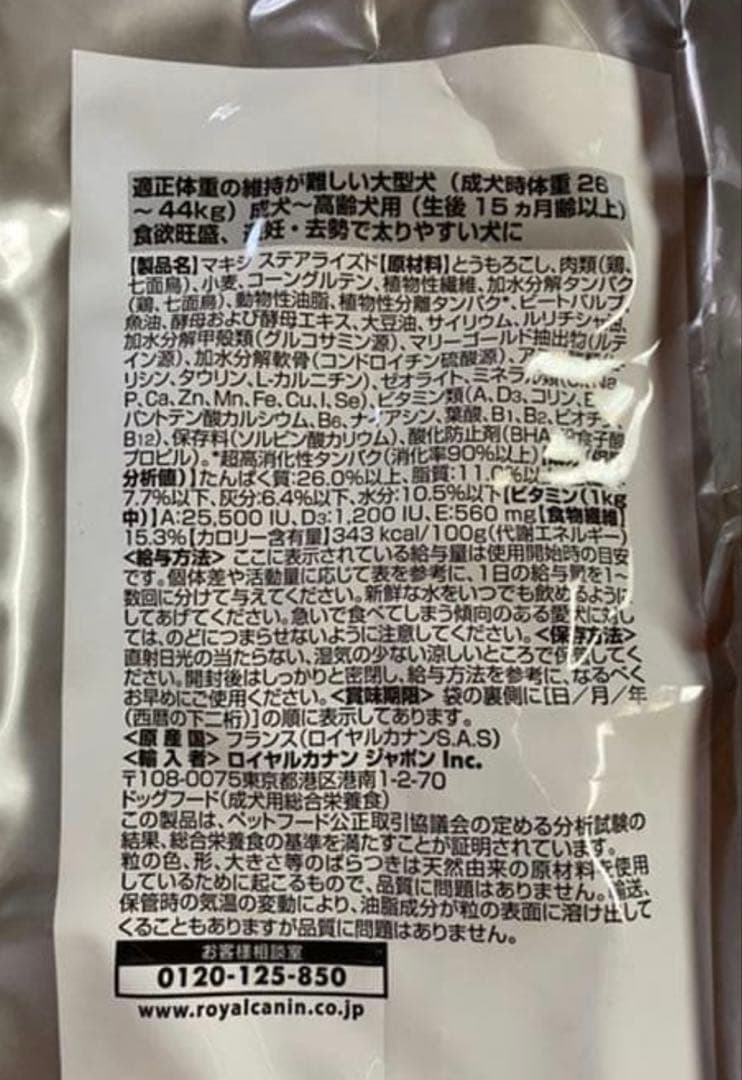 適正体重の維持が難しい大型犬（成犬時体重26
～44kg）成犬～高齢犬用（生後15ヵ月齢以上）
食欲旺盛、避妊・去勢で太りやすい犬に
【製品名】マキシ ステアライズド【原材料】とうもろこし、肉類（鶏、
七面鳥）、小麦、コーングルテン、植物性繊維、加水分解タンパク
（鶏、七面鳥）、動物性油脂、植物性分離タンパク*、ビートパルプ、
魚油、酵母および酵母エキス、大豆油、サイリウム、ルリチシャ油、
加水分解甲殻類（グルコサミン源）、マリーゴールド抽出物（ルテ
イン源）、加水分解軟骨（コンドロイチン硫酸源）、
リシン、タウリン、L-カルニチン）、ゼオライト、ミネラル類（Cl,Na
P,Ca,Zn,Mn,Fe,Cu,I,Se）、ビタミン類（A,D3,コリン,E
パントテン酸カルシウム、B6、ナイアシン、葉酸、B1、B2、ビオチン、
B12）、保存料（ソルビン酸カリウム）、酸化防止剤（BHA、没食子酸
プロピル）。*超高消化性タンパク（消化率90%以上）
分析値）】たんぱく質：26.0%以上、脂質：11.0%以上
7.7%以下、灰分：6.4%以下、水分：10.5%以下【ビタミン（1kg
中）】A：25,500 IU、D3：1,200 IU、E：560 mg【食物繊維】
15.3%【カロリー含有量】343 kcal/100g（代謝エネルギー）
<給与方法> ここに表示されている給与量は使用開始時の目安
です。個体差や活動量に応じて表を参考に、1日の給与量を1～
数回に分けて与えてください。新鮮な水をいつでも飲めるように
してあげてください。急いで食べてしまう傾向のある愛犬に対し
ては、のどにつまらせないように注意してください。<保存方法>
直射日光の当たらない、湿気の少ない涼しいところで保管してく
ださい。開封後はしっかりと密閉し、給与方法を参考に、なるべく
お早めにご使用ください。<賞味期限> 袋の裏側に[日／月／年
（西暦の下二桁）]の順に表示してあります。
<原産国> フランス（ロイヤルカナンS.A.S）
<輸入者> ロイヤルカナン ジャポン Inc.
〒108-0075東京都港区港南1-2-70
ドッグフード（成犬用総合栄養食）
この製品は、ペットフード公正取引協議会の定める分析試験の
結果、総合栄養食の基準を満たすことが証明されています。
粒の色、形、大きさ等のばらつきは天然由来の原材料を使用
しているために起こるもので、品質に問題はありません。輸送、
保管時の気温の変動により、油脂成分が粒の表面に溶け出して
くることもありますが品質に問題はありません。
お客様相談室
0120-125-850
www.royalcanin.co.jp